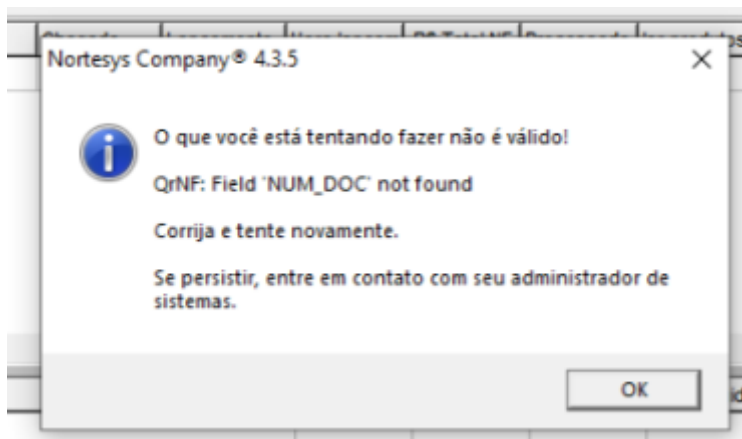 Nortesys Company® 4.3.5
O que você está tentando fazer não é válido!
QrNF: Field 'NUM_DOC' not found
Corrija e tente novamente.
Se persistir, entre em contato com seu administrador de
sistemas.
OK